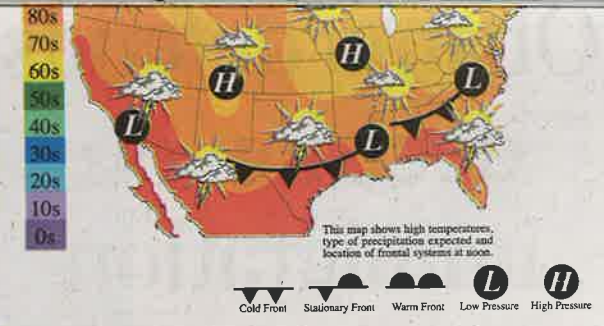 80s
70s
60s
50s
40s
30s
20s
10s
0s
H
H
L
L
L
This map shows high temperatures,
type of precipitation expected and
location of frontal systems at noon.
L
H
Cold Front
Stationary Front
Warm Front
Low Pressure
High Pressure